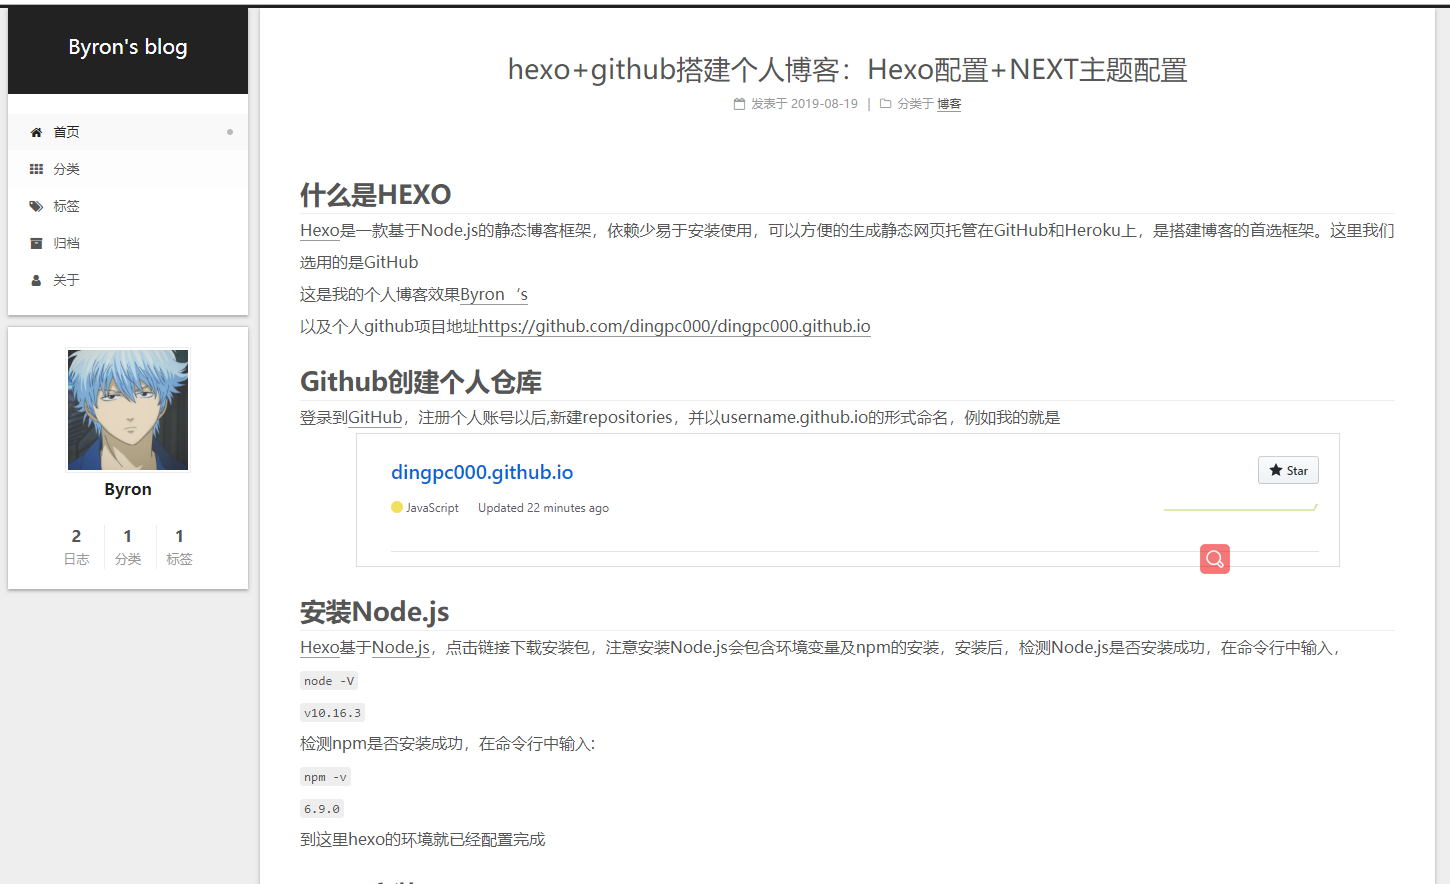 Byron's blog
首页
分类
标签
归档
关于
Byron
2 1 1
日志 分类 标签
hexo+github搭建个人博客：Hexo配置+NEXT主题配置
发表于 2019-08-19 | 分类于 博客
什么是HEXO
Hexo是一款基于Node.js的静态博客框架，依赖少易于安装使用，可以方便的生成静态网页托管在GitHub和Heroku上，是搭建博客的首选框架。这里我们
选用的是GitHub
这是我的个人博客效果Byron‘s
以及个人github项目地址https://github.com/dingpc000/dingpc000.github.io
Github创建个人仓库
登录到GitHub，注册个人账号以后,新建repositories，并以username.github.io的形式命名，例如我的就是
dingpc000.github.io
Star
JavaScript Updated 22 minutes ago
安装Node.js
Hexo基于Node.js，点击链接下载安装包，注意安装Node.js会包含环境变量及npm的安装，安装后，检测Node.js是否安装成功，在命令行中输入，
node -V
v10.16.3
检测npm是否安装成功，在命令行中输入:
npm -v
6.9.0
到这里hexo的环境就已经配置完成